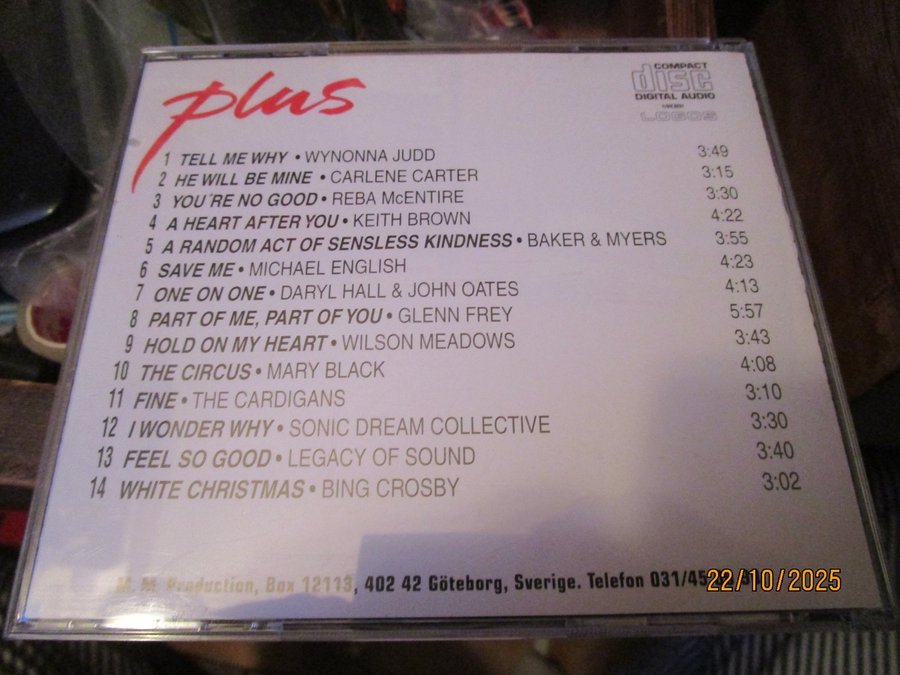 plus
COMPACT
disc
DIGITAL AUDIO
LOGOS
1 TELL ME WHY • WYNONNA JUDD 3:49
2 HE WILL BE MINE • CARLENE CARTER 3:15
3 YOU'RE NO GOOD • REBA McENTIRE 3:30
4 A HEART AFTER YOU • KEITH BROWN 4:22
5 A RANDOM ACT OF SENSLESS KINDNESS • BAKER & MYERS 3:55
6 SAVE ME • MICHAEL ENGLISH 4:23
7 ONE ON ONE • DARYL HALL & JOHN OATES 4:13
8 PART OF ME, PART OF YOU • GLENN FREY 5:57
9 HOLD ON MY HEART • WILSON MEADOWS 3:43
10 THE CIRCUS • MARY BLACK 4:08
11 FINE • THE CARDIGANS 3:10
12 I WONDER WHY • SONIC DREAM COLLECTIVE 3:30
13 FEEL SO GOOD • LEGACY OF SOUND 3:40
14 WHITE CHRISTMAS • BING CROSBY 3:02
M. M. Production, Box 12113, 402 42 Göteborg, Sverige. Telefon
22/10/2025